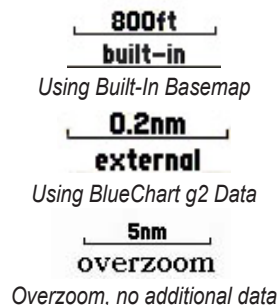 800ft
built-in
Using Built-In Basemap
0.2nm
external
Using BlueChart g2 Data
5nm
overzoom
Overzoom, no additional data